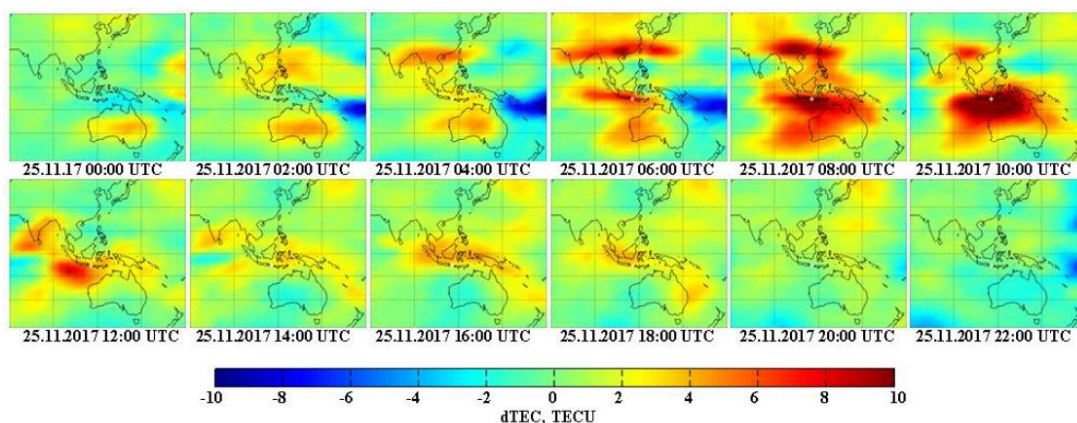 25.11.17 00:00 UTC
25.11.2017 02:00 UTC
25.11.2017 04:00 UTC
25.11.2017 06:00 UTC
25.11.2017 08:00 UTC
25.11.2017 10:00 UTC
25.11.2017 12:00 UTC
25.11.2017 14:00 UTC
25.11.2017 16:00 UTC
25.11.2017 18:00 UTC
25.11.2017 20:00 UTC
25.11.2017 22:00 UTC
-10 -8 -6 -4 -2 0 2 4 6 8 10
dTEC, TECU